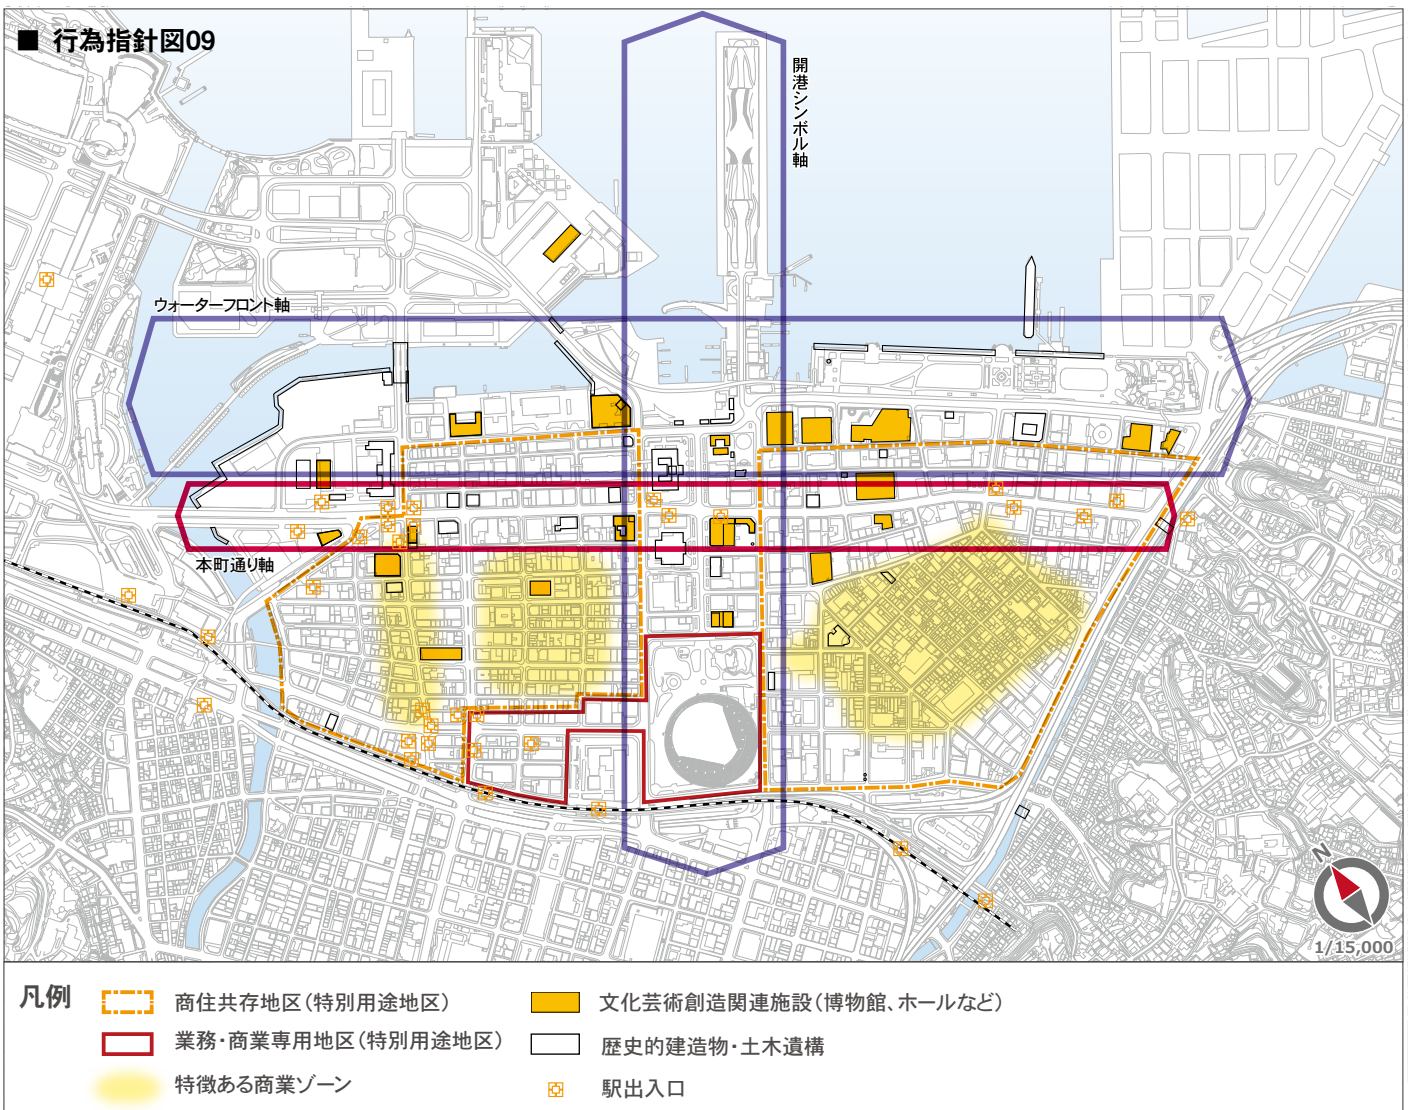 ■ 行為指針図09
開港シンボル軸
ウォーターフロント軸
本町通り軸
N
1/15,000
凡例
商住共存地区(特別用途地区)
業務・商業専用地区(特別用途地区)
特徴ある商業ゾーン
文化芸術創造関連施設(博物館、ホールなど)
歴史的建造物・土木遺構
駅出入口